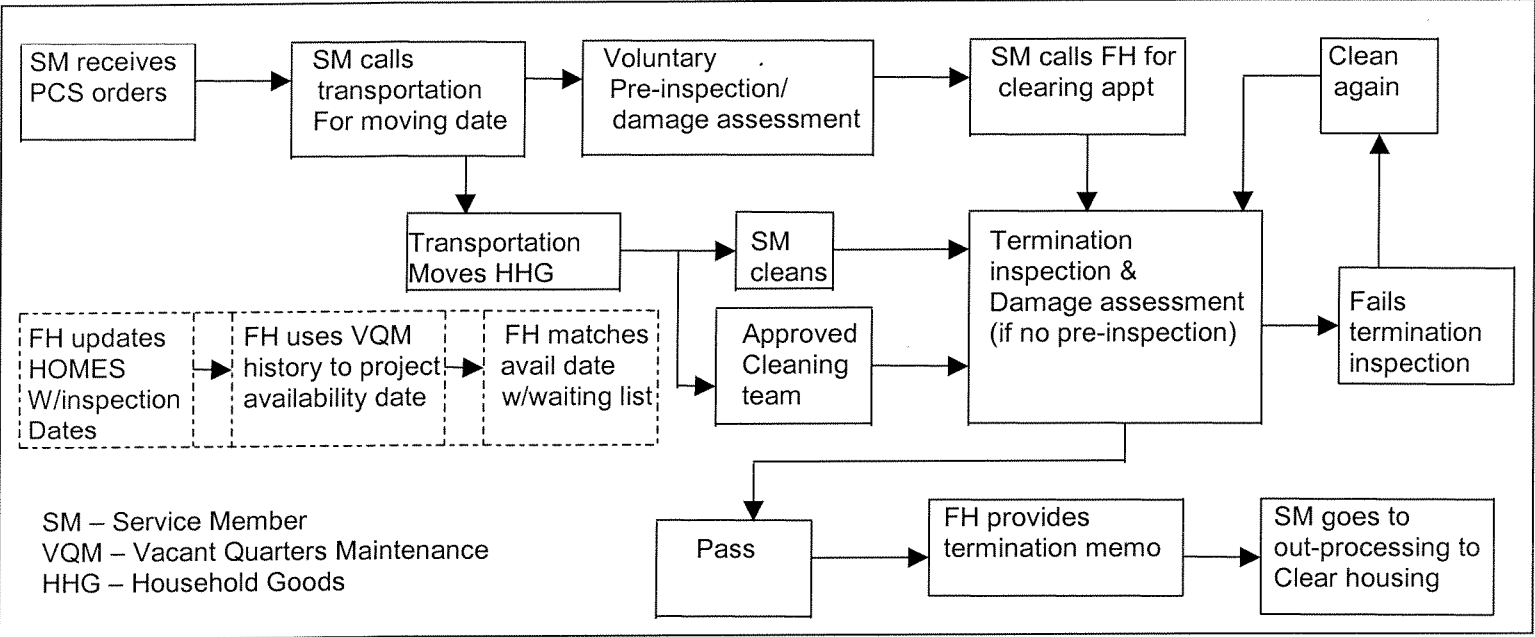 SM receives
PCS orders
SM calls
transportation
For moving date
Voluntary
Pre-inspection/
damage assessment
SM calls FH for
clearing appt
Clean
again
Transportation
Moves HHG
SM
cleans
Termination
inspection &
Damage assessment
(if no pre-inspection)
Fails
termination
inspection
FH updates
HOMES
W/inspection
Dates
FH uses VQM
history to project
availability date
FH matches
avail date
w/waiting list
Approved
Cleaning
team
SM – Service Member
VQM – Vacant Quarters Maintenance
HHG – Household Goods
Pass
FH provides
termination memo
SM goes to
out-processing to
Clear housing